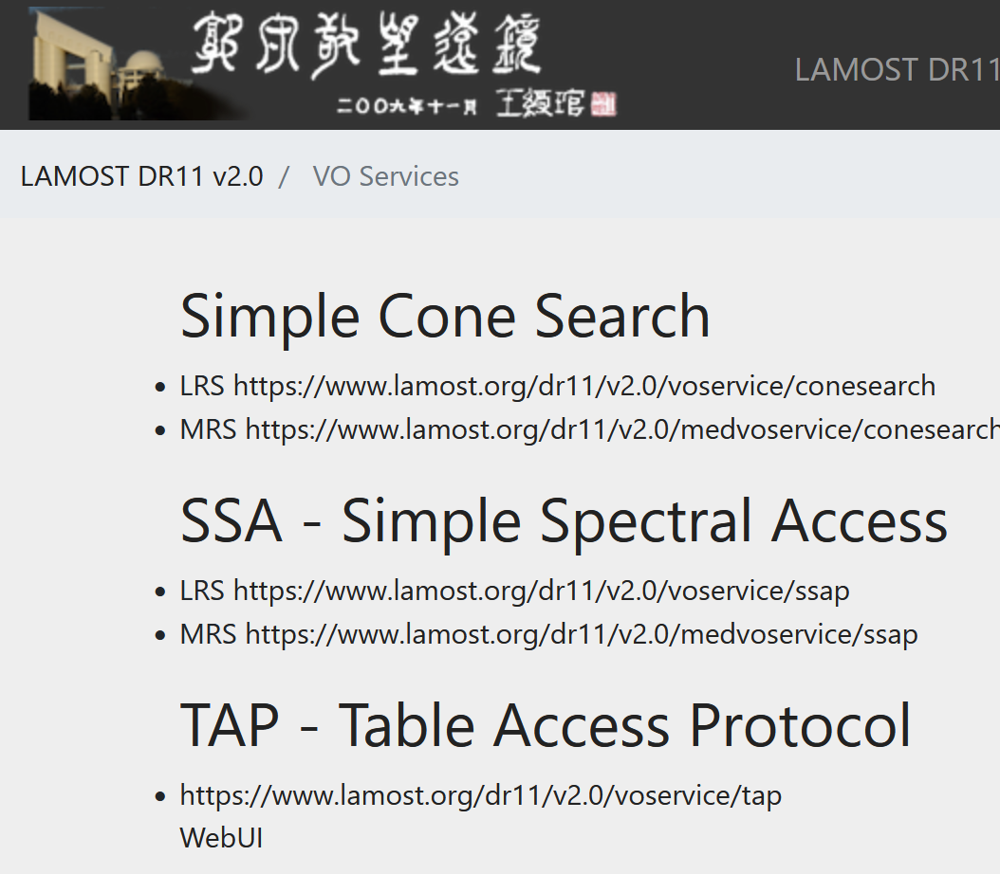 郭守敬望远镜
二〇〇九年十一月 王绶琯
LAMOST DR11
LAMOST DR11 v2.0 / VO Services
Simple Cone Search
LRS https://www.lamost.org/dr11/v2.0/voservice/conesearch
MRS https://www.lamost.org/dr11/v2.0/medvoservice/conesearch
SSA - Simple Spectral Access
LRS https://www.lamost.org/dr11/v2.0/voservice/ssap
MRS https://www.lamost.org/dr11/v2.0/medvoservice/ssap
TAP - Table Access Protocol
https://www.lamost.org/dr11/v2.0/voservice/tap
WebUI